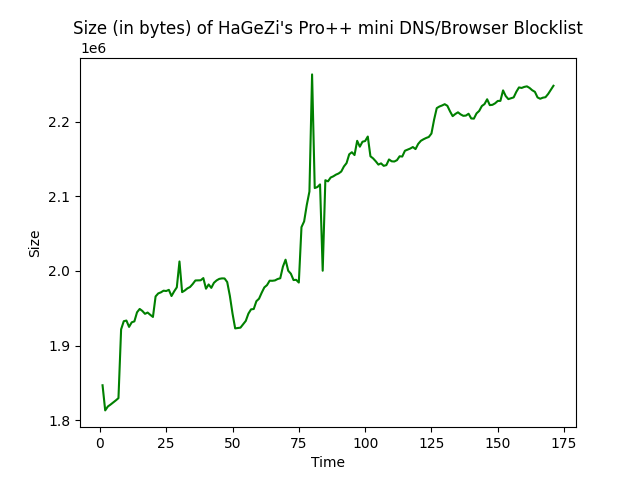 Size (in bytes) of HaGeZi's Pro++ mini DNS/Browser Blocklist
1e6
2.2
2.1
2.0
1.9
1.8
Size
0 25 50 75 100 125 150 175
Time